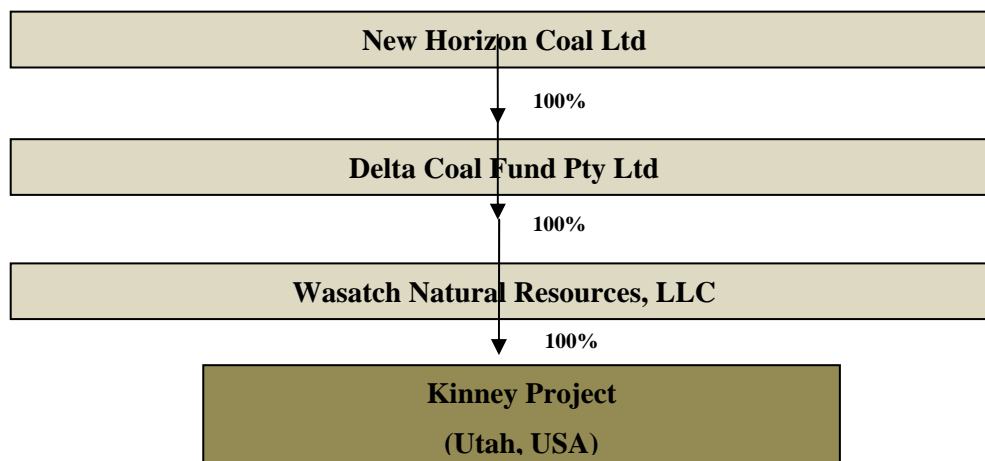 New Horizon Coal Ltd
100%
Delta Coal Fund Pty Ltd
100%
Wasatch Natural Resources, LLC
100%
Kinney Project
(Utah, USA)